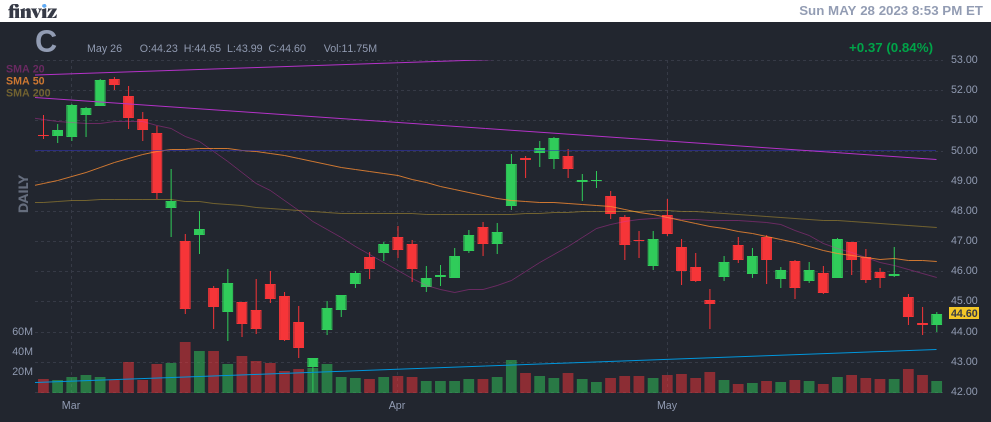 finviz
Sun MAY 28 2023 8:53 PM ET
C
May 26 O:44.23 H:44.65 L:43.99 C:44.60 Vol:11.75M
+0.37 (0.84%)
SMA 20
SMA 50
SMA 200
DAILY
53.00
52.00
51.00
50.00
49.00
48.00
47.00
46.00
45.00
44.60
44.00
43.00
42.00
60M
40M
20M
Mar
Apr
May